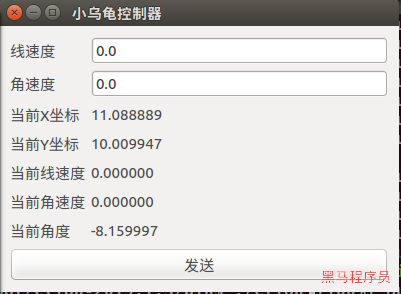 小乌龟控制器
线速度 0.0
角速度 0.0
当前X坐标 11.088889
当前Y坐标 10.009947
当前线速度 0.000000
当前角速度 0.000000
当前角度 -8.159997
发送
黑马程序员